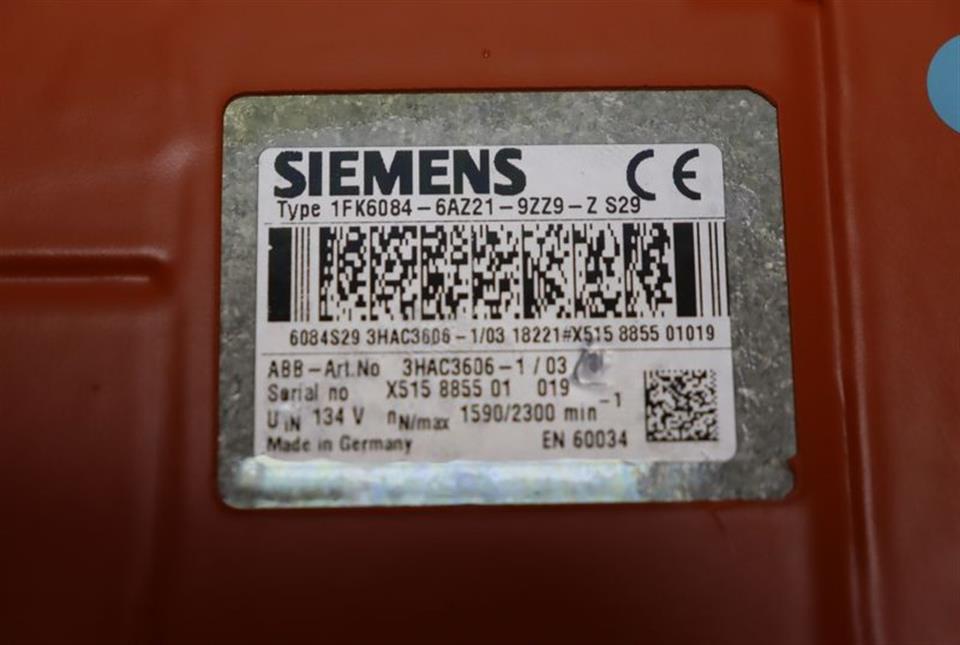 SIEMENS CE
Type 1FK6084-6AZ21-9ZZ9-Z S29
6084S29 3HAC3606-1/03 18221#X515 8855 01019
ABB-Art.No 3HAC3606-1/03
Serial no X515 8855 01 019
UIN 134 V nN/max 1590/2300 min-1
Made in Germany EN 60034